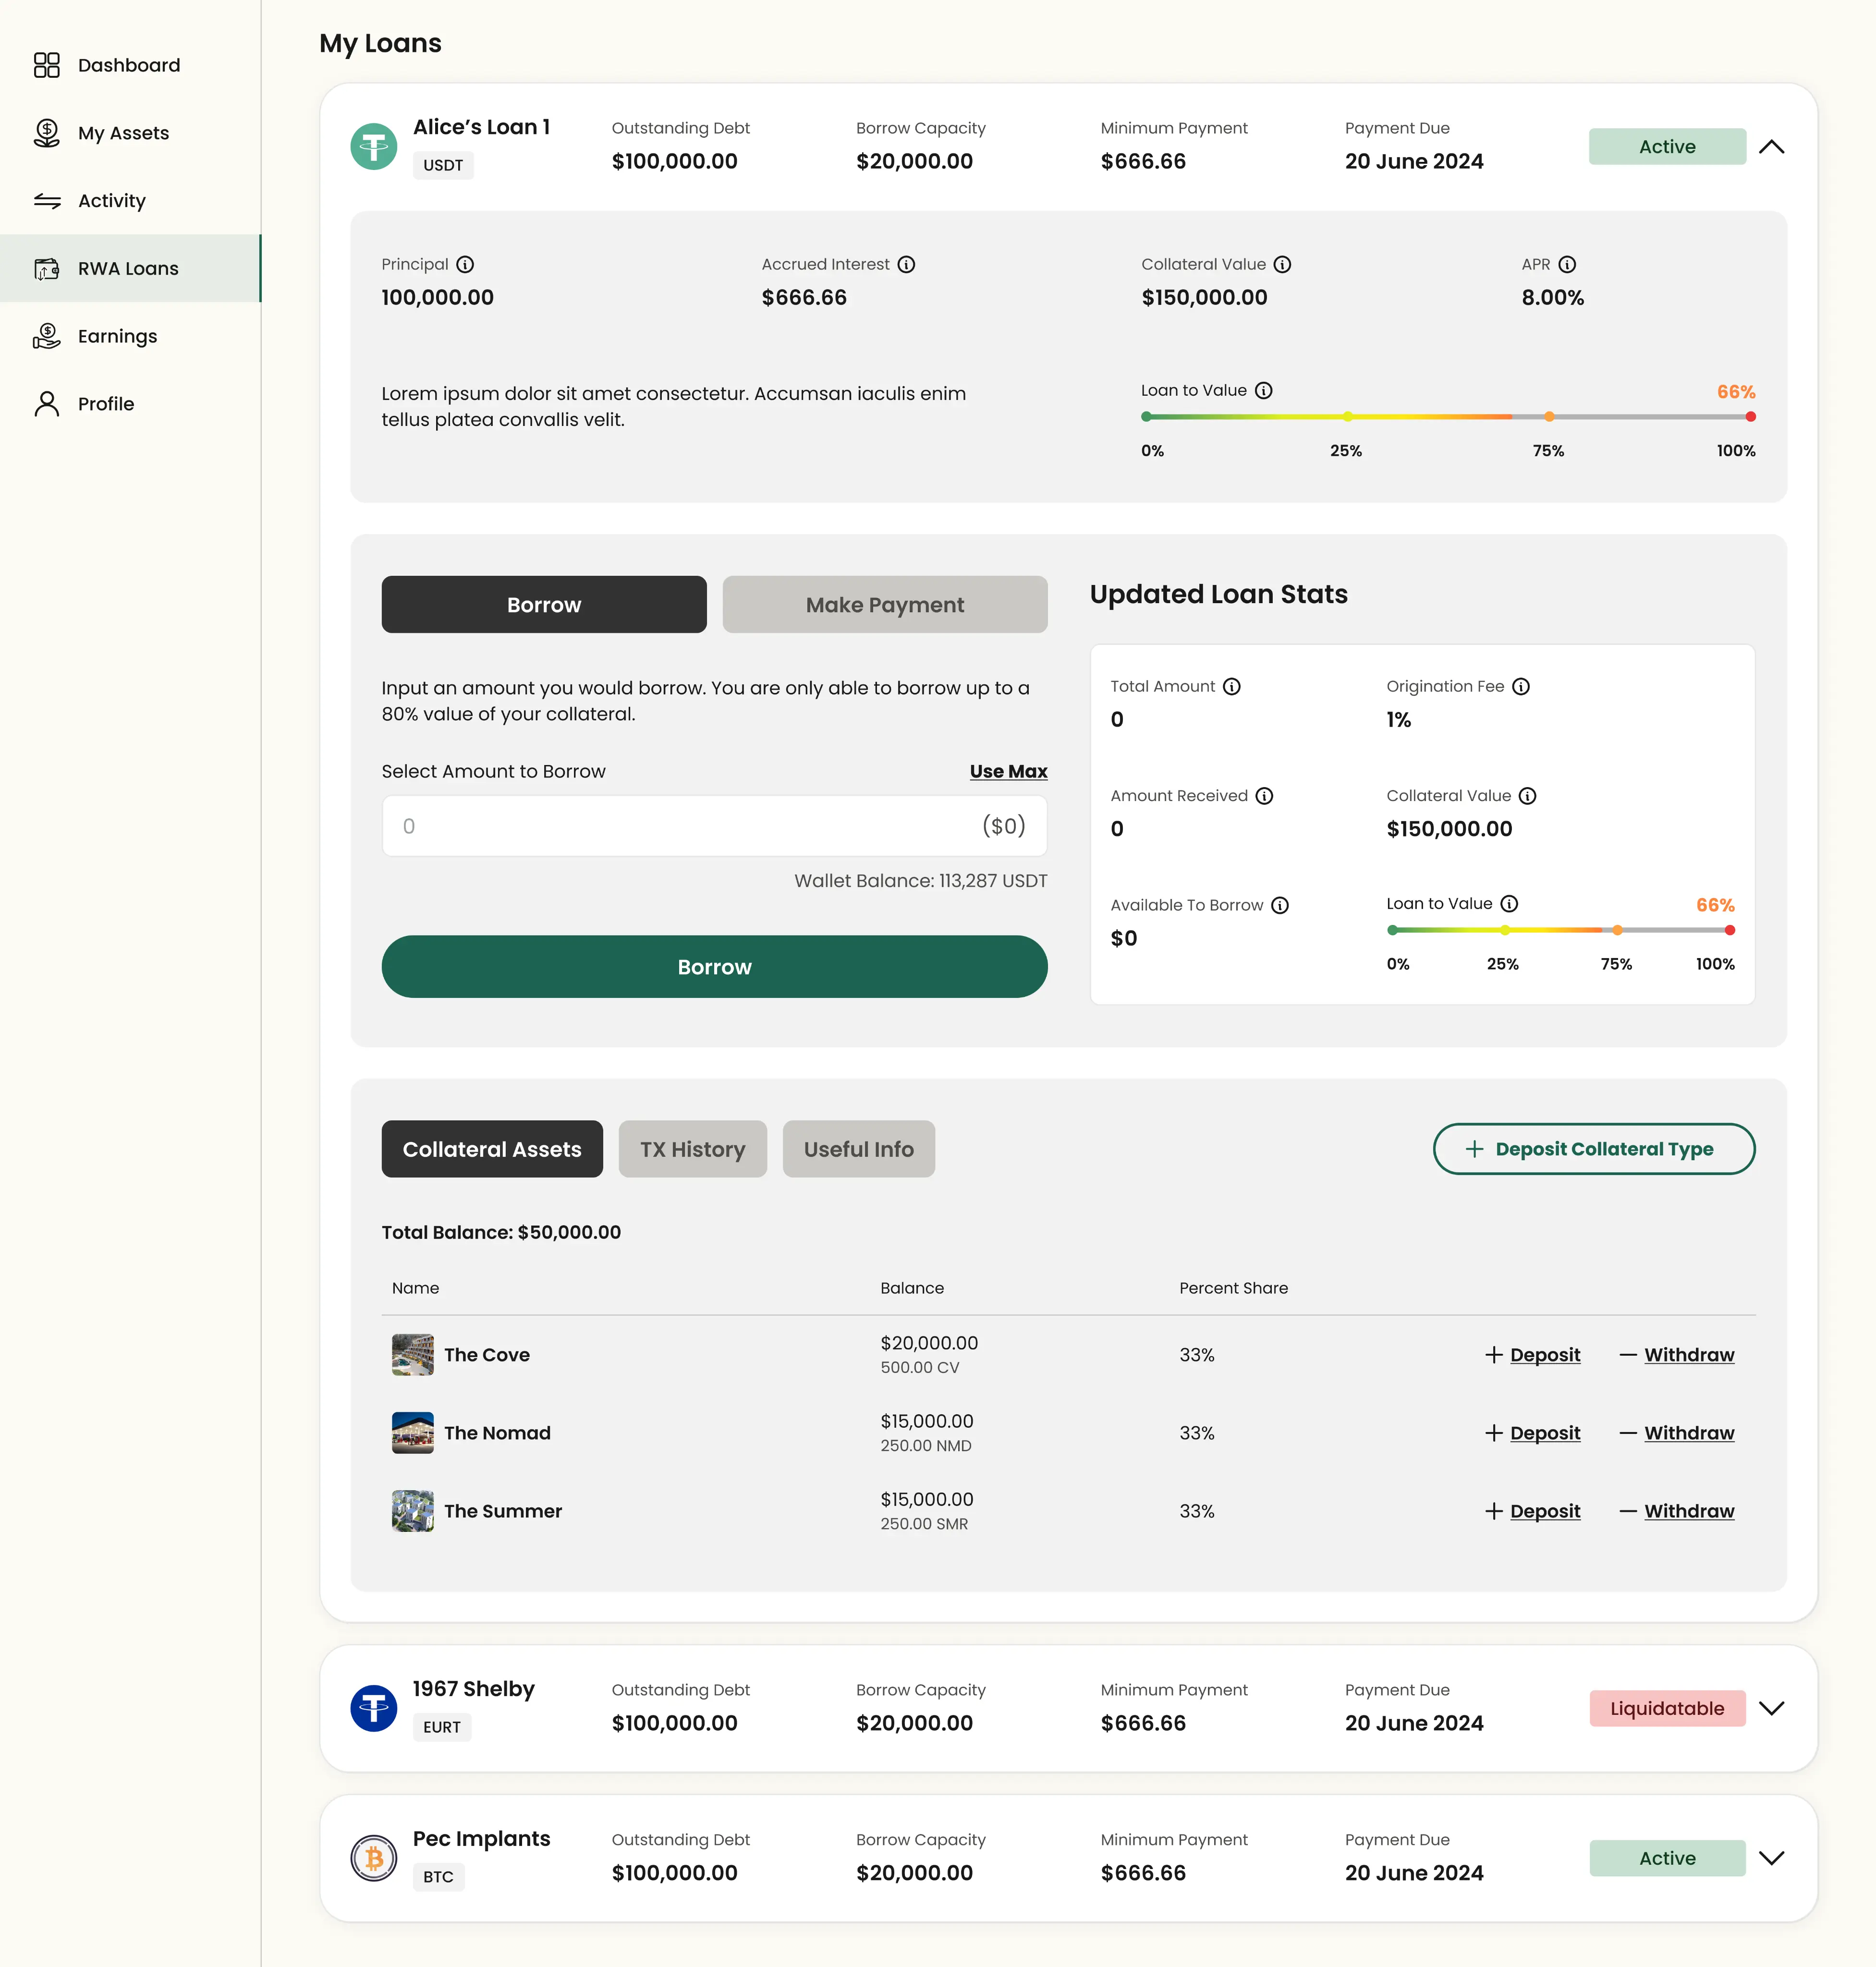 My Loans
Dashboard
My Assets
Activity
RWA Loans
Earnings
Profile
Alice’s Loan 1
USDT
Outstanding Debt
$100,000.00
Borrow Capacity
$20,000.00
Minimum Payment
$666.66
Payment Due
20 June 2024
Active
Principal
100,000.00
Accrued Interest
$666.66
Collateral Value
$150,000.00
APR
8.00%
Lorem ipsum dolor sit amet consectetur. Accumsan iaculis enim
tellus platea convallis velit.
Loan to Value
66%
0% 25% 75% 100%
Borrow
Make Payment
Input an amount you would borrow. You are only able to borrow up to a
80% value of your collateral.
Select Amount to Borrow
Use Max
0
($0)
Wallet Balance: 113,287 USDT
Borrow
Updated Loan Stats
Total Amount
0
Origination Fee
1%
Amount Received
0
Collateral Value
$150,000.00
Available To Borrow
$0
Loan to Value
66%
0% 25% 75% 100%
Collateral Assets
TX History
Useful Info
+ Deposit Collateral Type
Total Balance: $50,000.00
Name Balance Percent Share
The Cove
$20,000.00
500.00 CV
33%
+ Deposit
— Withdraw
The Nomad
$15,000.00
250.00 NMD
33%
+ Deposit
— Withdraw
The Summer
$15,000.00
250.00 SMR
33%
+ Deposit
— Withdraw
1967 Shelby
EURT
Outstanding Debt
$100,000.00
Borrow Capacity
$20,000.00
Minimum Payment
$666.66
Payment Due
20 June 2024
Liquidatable
Pec Implants
BTC
Outstanding Debt
$100,000.00
Borrow Capacity
$20,000.00
Minimum Payment
$666.66
Payment Due
20 June 2024
Active